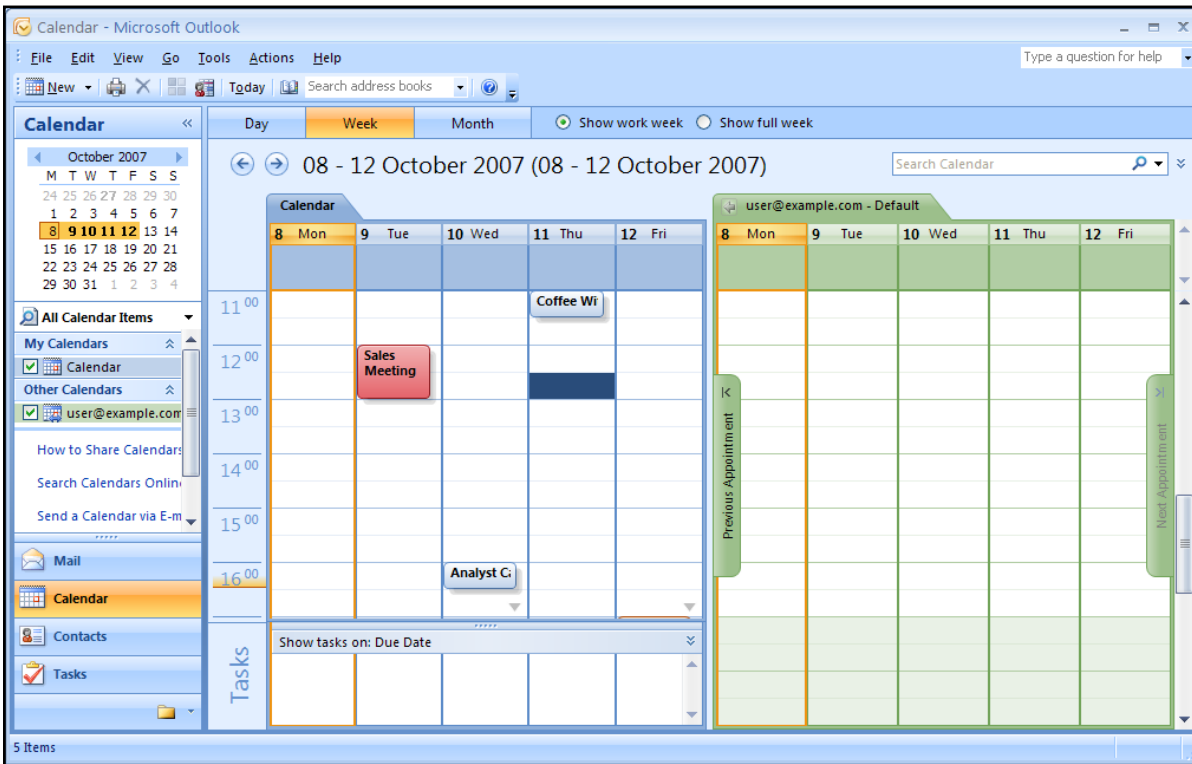 Calendar - Microsoft Outlook
File Edit View Go Tools Actions Help
Type a question for help
New Today Search address books
Calendar «
Day Week Month Show work week Show full week
October 2007
M T W T F S S
24 25 26 27 28 29 30
1 2 3 4 5 6 7
8 9 10 11 12 13 14
15 16 17 18 19 20 21
22 23 24 25 26 27 28
29 30 31 1 2 3 4
08 - 12 October 2007 (08 - 12 October 2007)
Search Calendar
Calendar
user@example.com - Default
8 Mon 9 Tue 10 Wed 11 Thu 12 Fri
8 Mon 9 Tue 10 Wed 11 Thu 12 Fri
All Calendar Items
My Calendars
Calendar
Other Calendars
user@example.com
How to Share Calendars
Search Calendars Onlin
Send a Calendar via E-m
Mail
Calendar
Contacts
Tasks
11 00
Coffee Wi
12 00
Sales
Meeting
13 00
14 00
15 00
16 00
Analyst C
Previous Appointment
Next Appointment
Tasks
Show tasks on: Due Date
5 Items